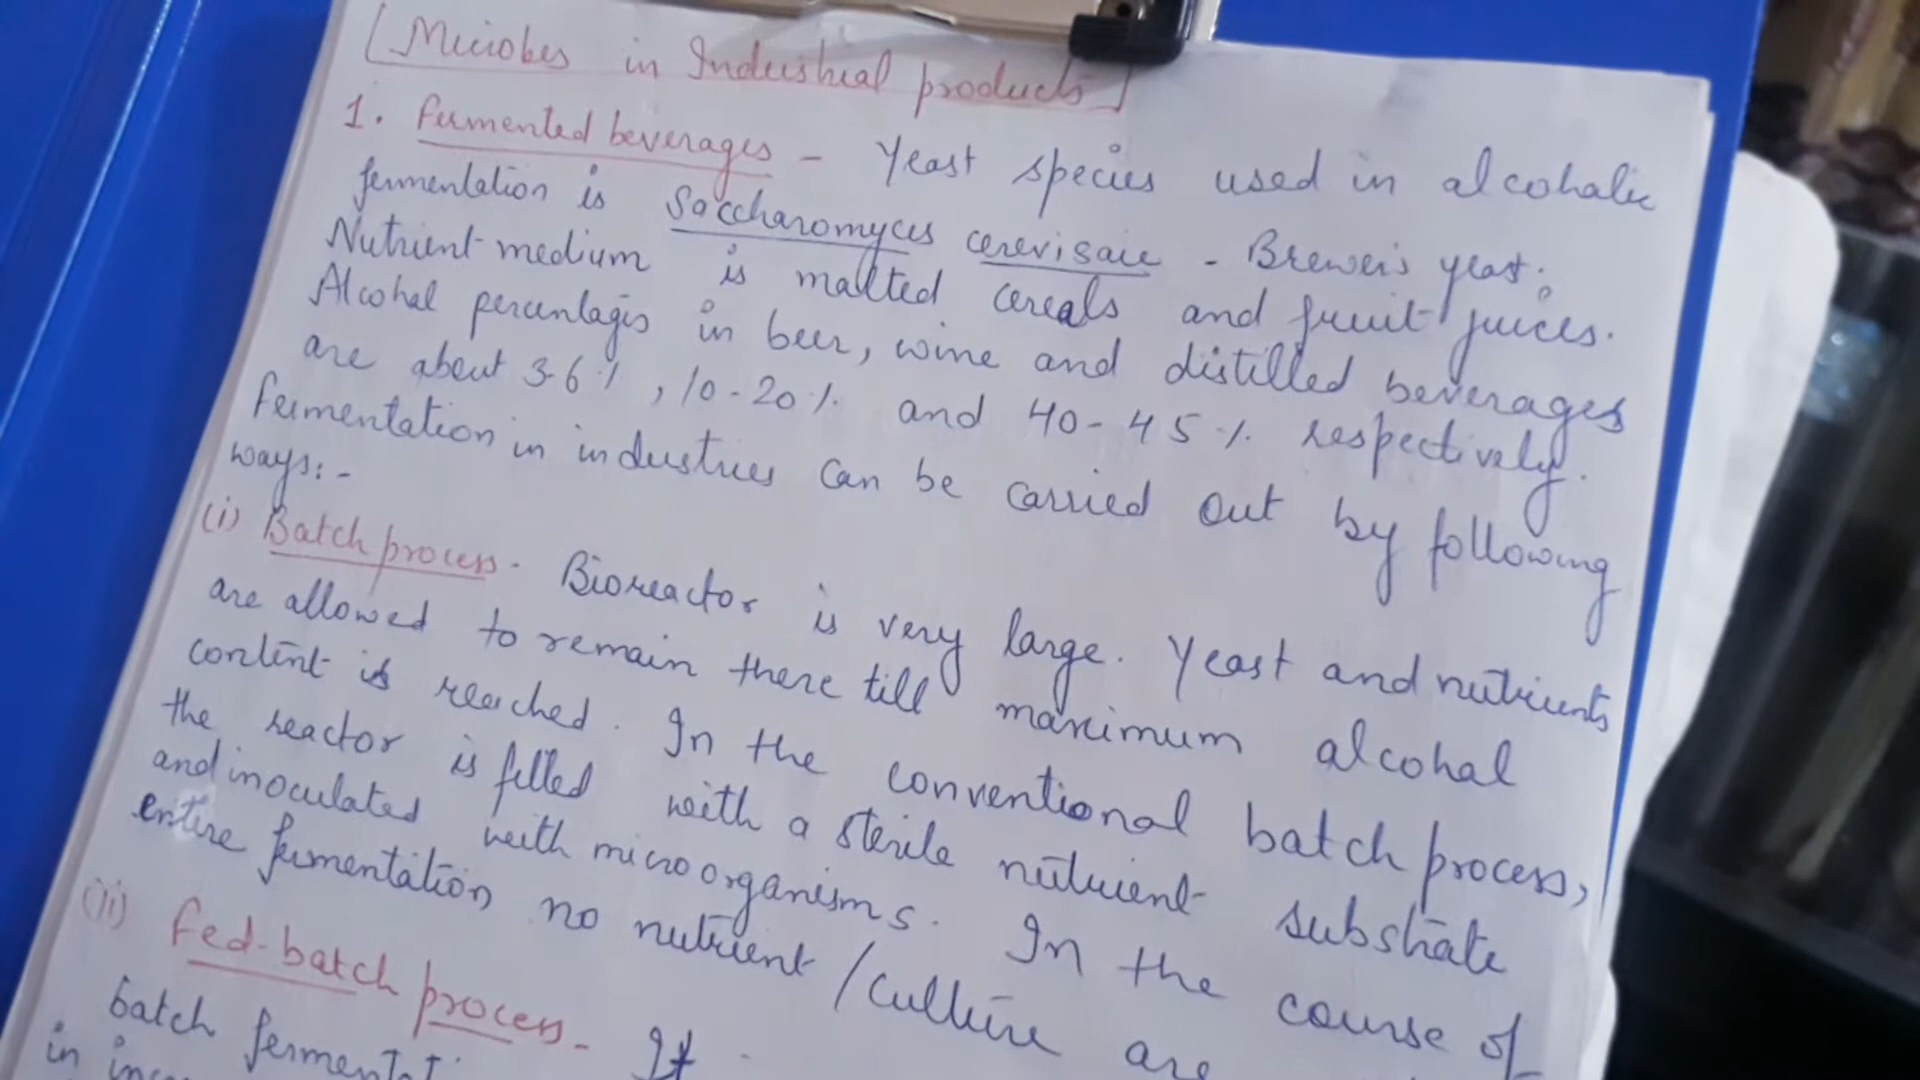 [Microbes in Industrial products]
1. Fermented beverages - Yeast species used in alcohalic
fermentation is Saccharomyces cerevisaie - Brewer's yeast.
Nutrient medium is malted cereals and fruit juices.
Alcohal percentages in beer, wine and distilled beverages
are about 3-6%, 10-20% and 40-45% respectively.
Fermentation in industries can be carried out by following
ways:-
(i) Batch process - Bioreactor is very large. Yeast and nutrients
are allowed to remain there till maximum alcohal
content is reached. In the conventional batch process,
the reactor is filled with a sterile nutrient substrate
and inoculated with microorganisms. In the course of
entire fermentation no nutrient / culture are
(ii) Fed-batch process - It
batch
in